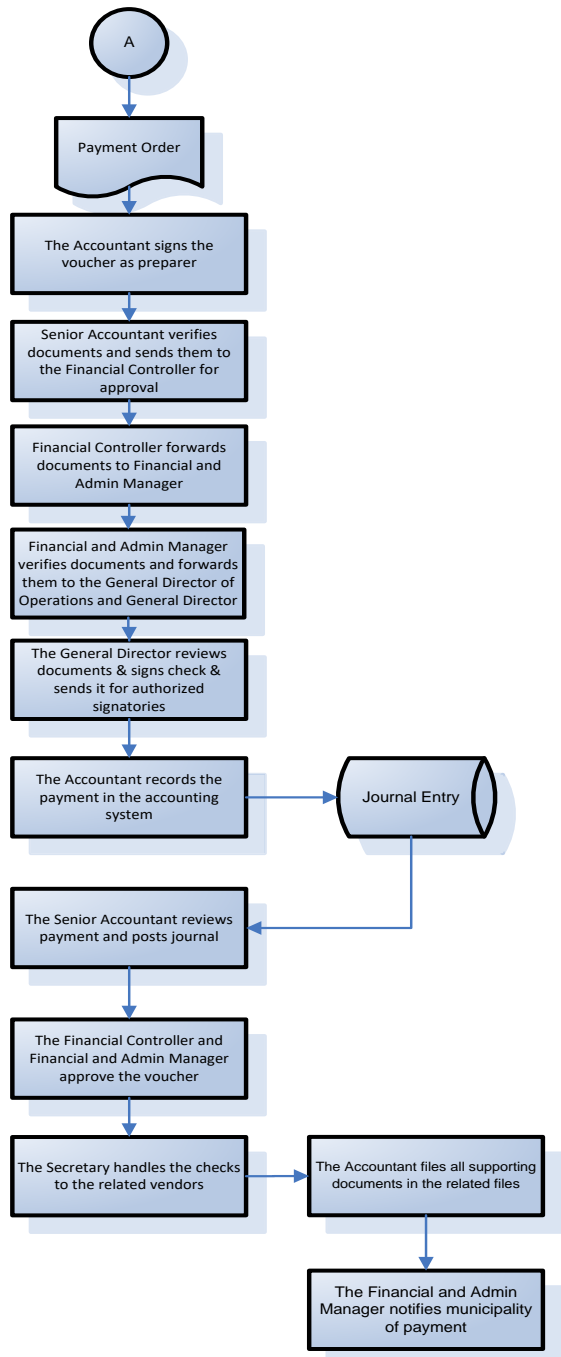 A
Payment Order
The Accountant signs the
voucher as preparer
Senior Accountant verifies
documents and sends them to
the Financial Controller for
approval
Financial Controller forwards
documents to Financial and
Admin Manager
Financial and Admin Manager
verifies documents and forwards
them to the General Director of
Operations and General Director
The General Director reviews
documents & signs check &
sends it for authorized
signatories
The Accountant records the
payment in the accounting
system
Journal Entry
The Senior Accountant reviews
payment and posts journal
The Financial Controller and
Financial and Admin Manager
approve the voucher
The Secretary handles the checks
to the related vendors
The Accountant files all supporting
documents in the related files
The Financial and Admin
Manager notifies municipality
of payment